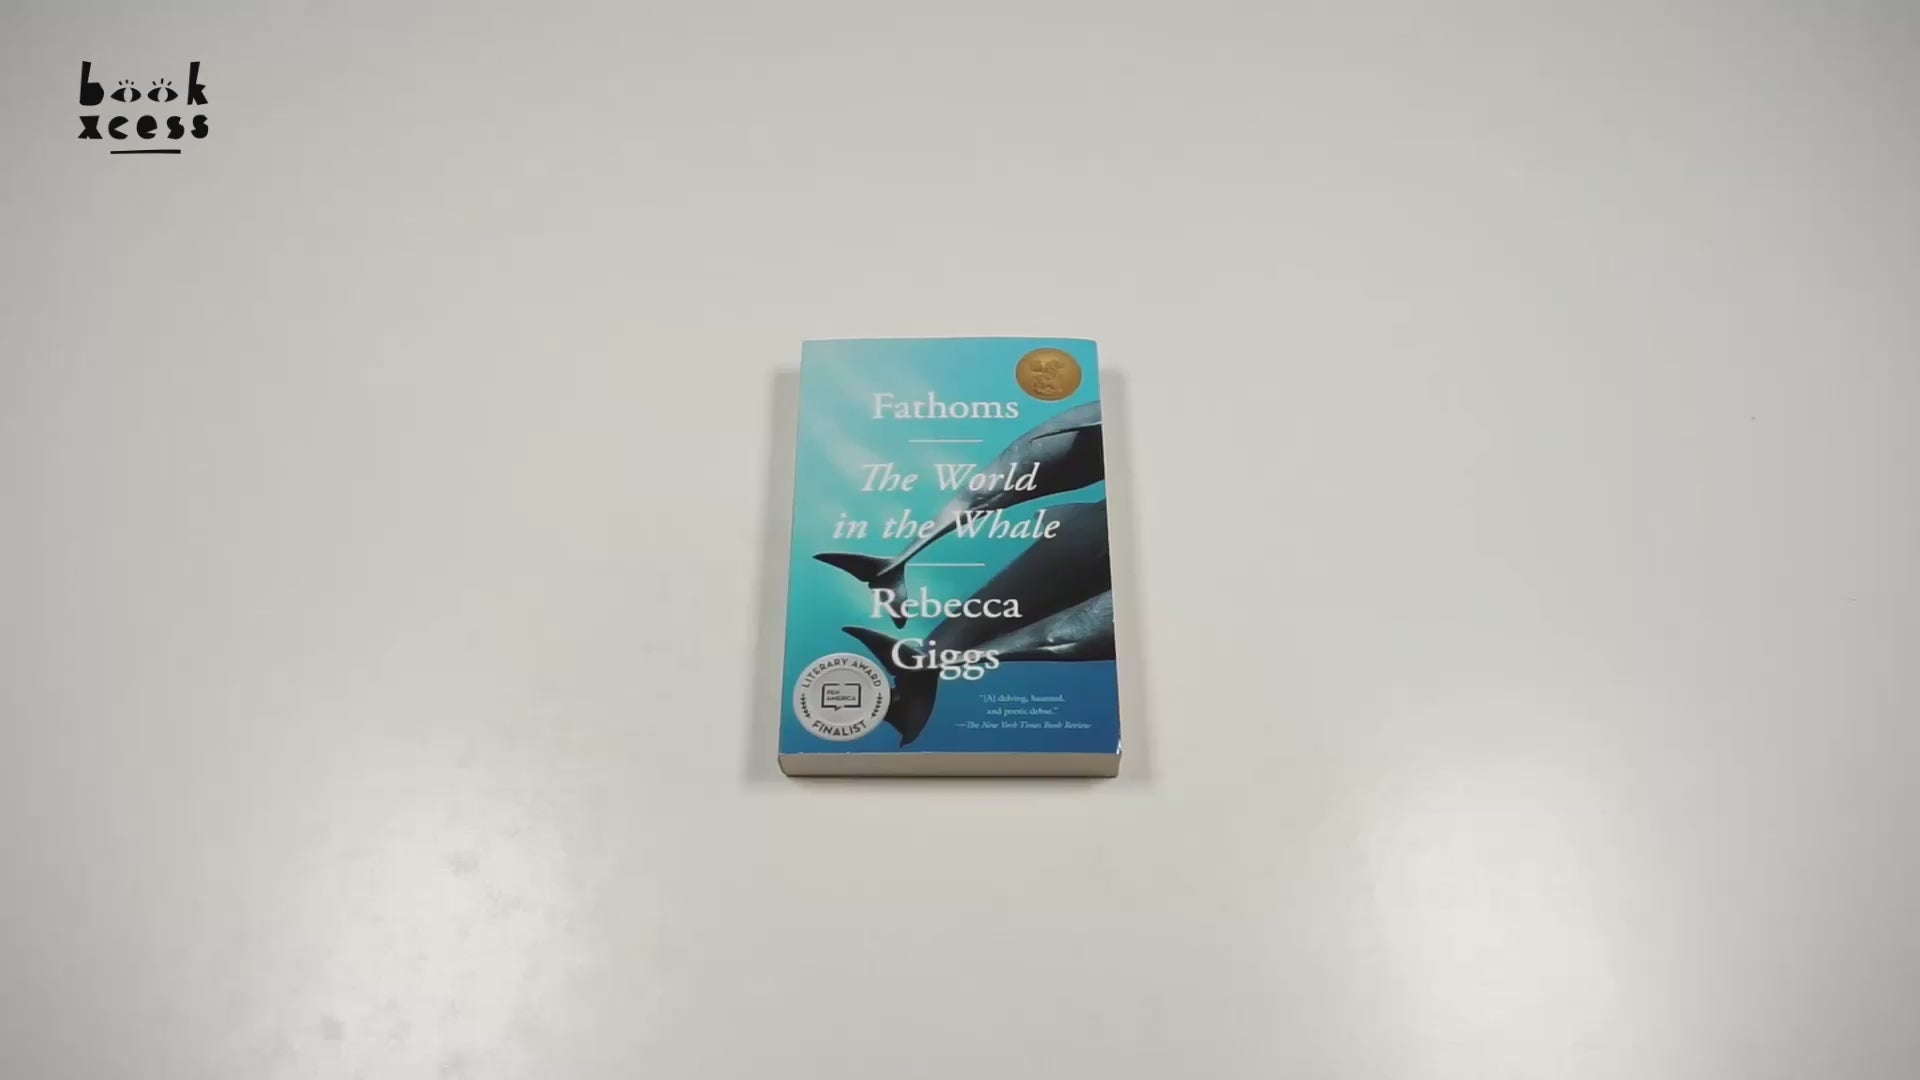 book
xcess
Fathoms
The World
in the Whale
Rebecca
Giggs
LITERARY AWARD
PEN
AMERICA
FINALIST
"[A] delving, haunted,
and poetic debut."
—The New York Times Book Review